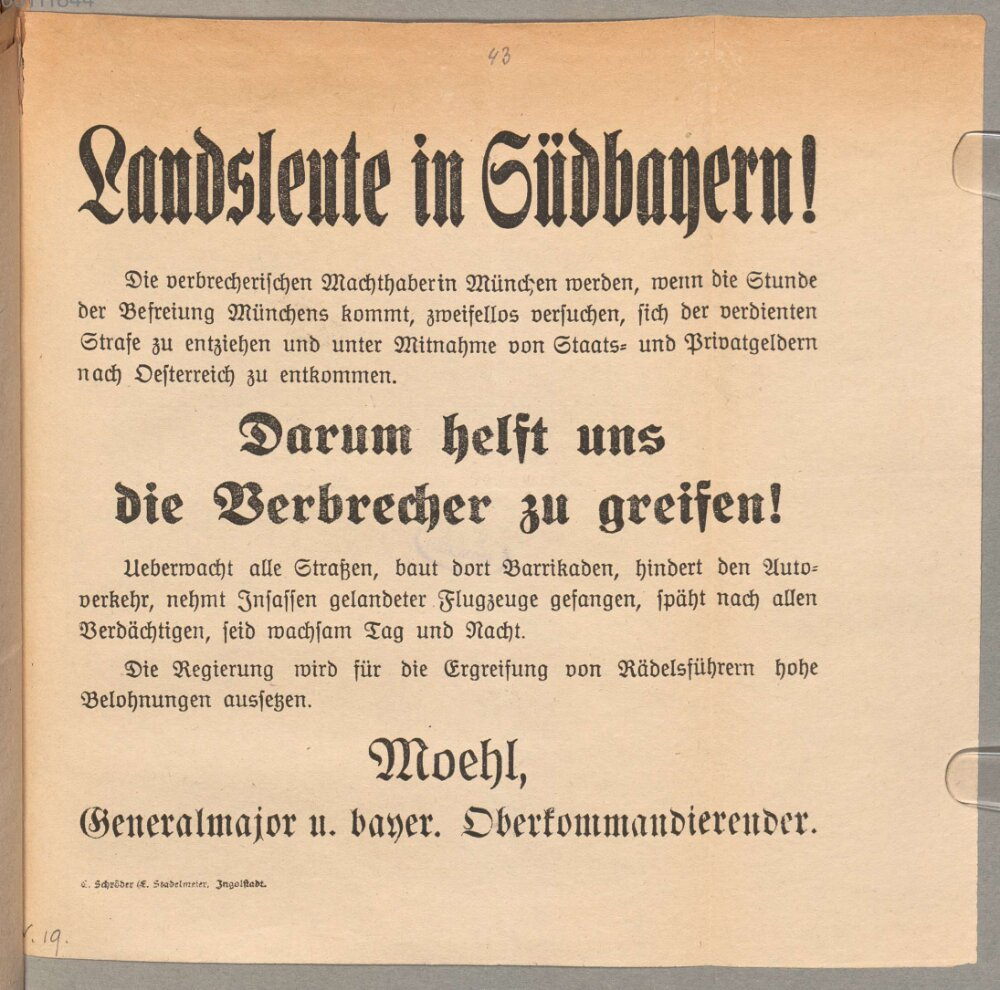 43
Landsleute in Südbayern!
Die verbrecherischen Machthaberin München werden, wenn die Stunde
der Befreiung Münchens kommt, zweifellos versuchen, sich der verdienten
Strafe zu entziehen und unter Mitnahme von Staats- und Privatgeldern
nach Oesterreich zu entkommen.
Darum helft uns
die Verbrecher zu greifen!
Ueberwacht alle Straßen, baut dort Barrikaden, hindert den Auto-
verkehr, nehmt Insassen gelandeter Flugzeuge gefangen, späht nach allen
Verdächtigen, seid wachsam Tag und Nacht.
Die Regierung wird für die Ergreifung von Rädelsführern hohe
Belohnungen aussetzen.
Moehl,
Generalmajor u. bayer. Oberkommandierender.
Schröder (E. Stadelmeier, Ingolstadt.
19.